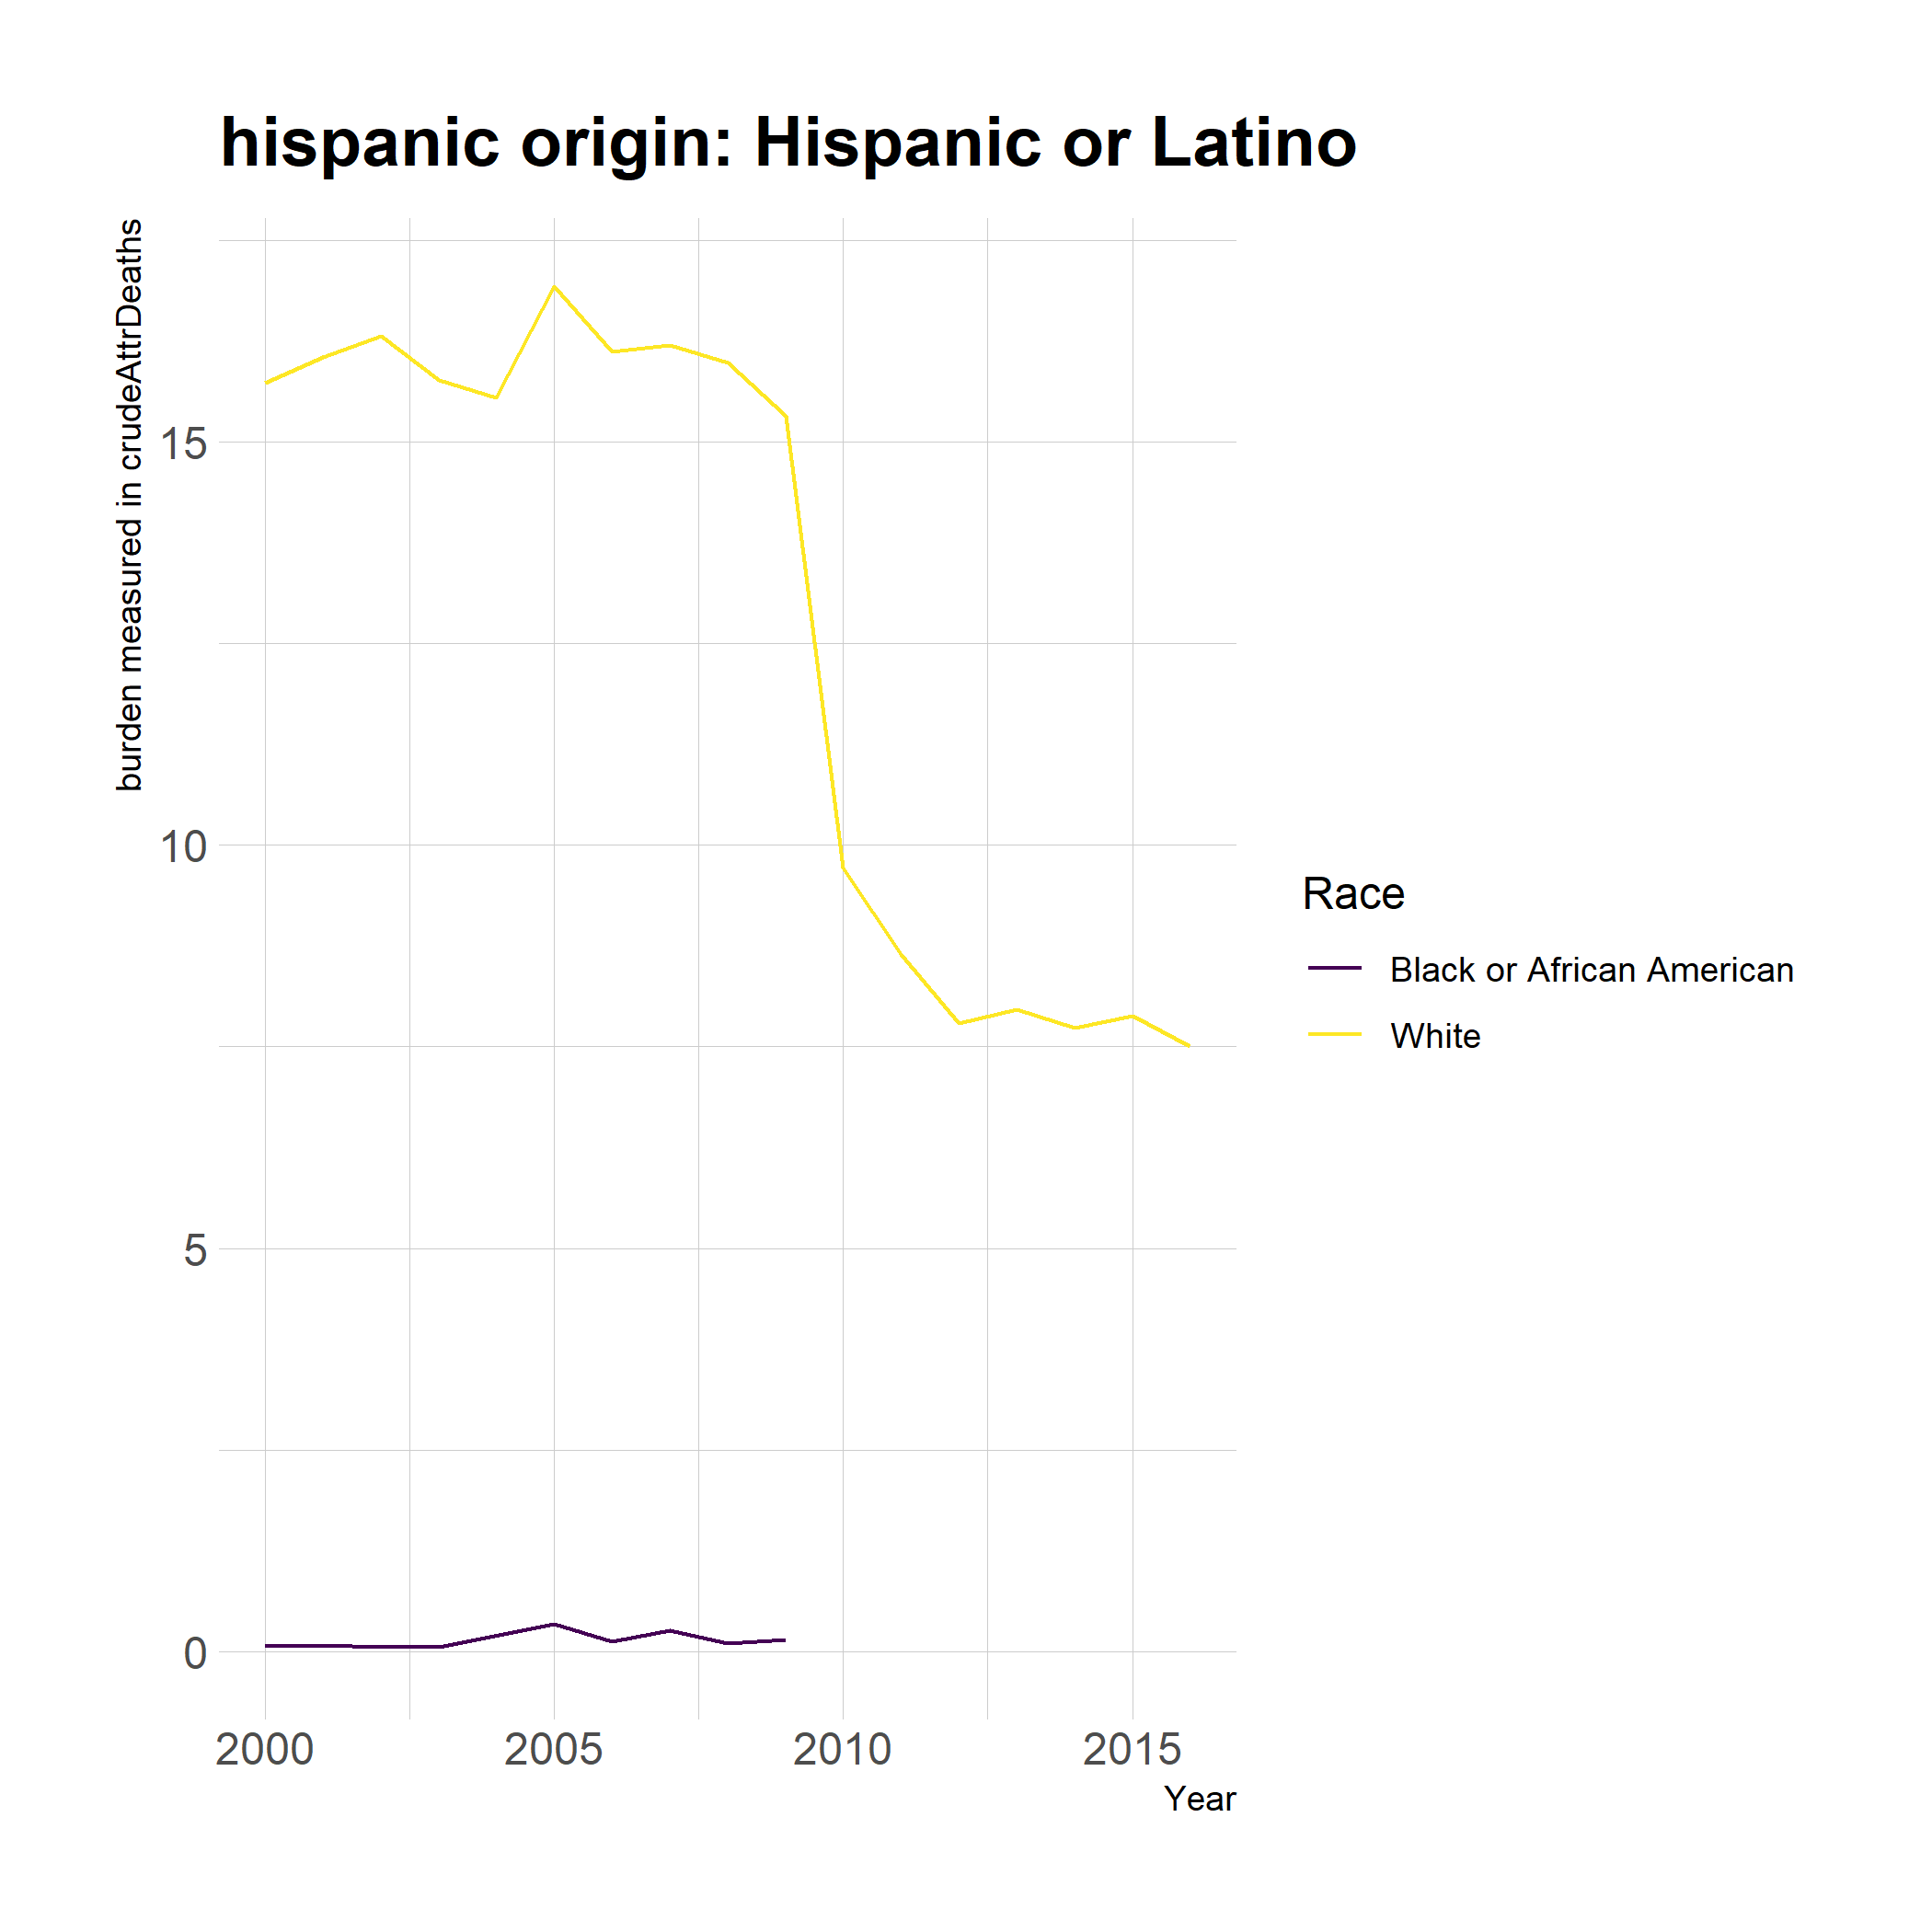 hispanic origin: Hispanic or Latino
burden measured in crudeAttrDeaths
15
10
5
0
2000 2005 2010 2015
Year
Race
Black or African American
White